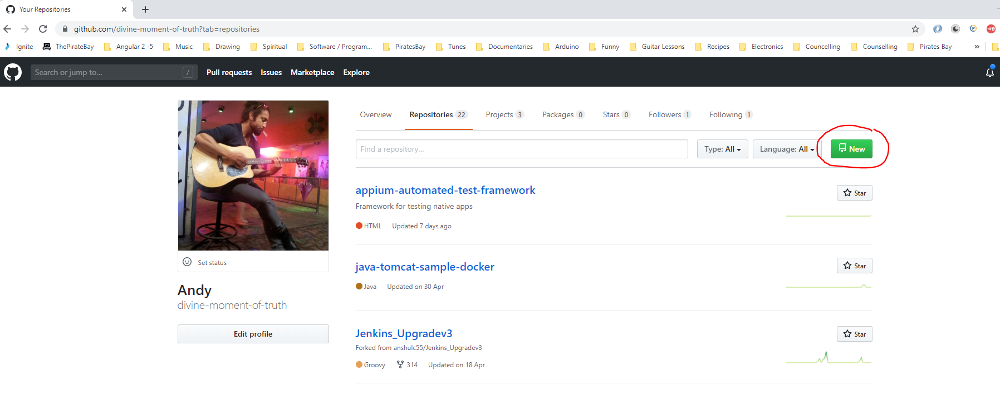 Your Repositories
github.com/divine-moment-of-truth?tab=repositories
Ignite ThePirateBay Angular 2 -5 Music Drawing Spiritual Software / Program... PiratesBay Tunes Documentaries Arduino Funny Guitar Lessons Recipes Electronics Councelling Counselling Pirates Bay »
Search or jump to... / Pull requests Issues Marketplace Explore
Overview Repositories 22 Projects 3 Packages 0 Stars 0 Followers 1 Following 1
Find a repository... Type: All Language: All New
appium-automated-test-framework Star
Framework for testing native apps
HTML Updated 7 days ago
Set status
java-tomcat-sample-docker Star
Java Updated on 30 Apr
Andy
divine-moment-of-truth
Edit profile
Jenkins_Upgradev3 Star
Forked from anshulc55/Jenkins_Upgradev3
Groovy 314 Updated on 18 Apr